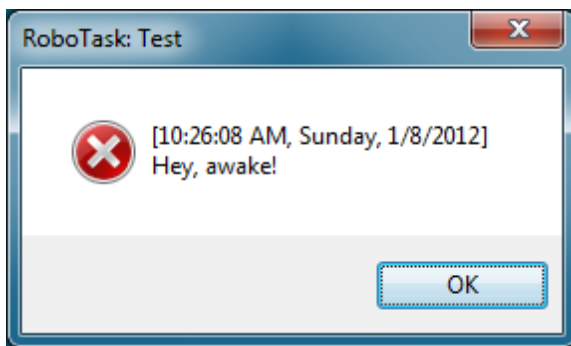 RoboTask: Test
[10:26:08 AM, Sunday, 1/8/2012]
Hey, awake!
OK